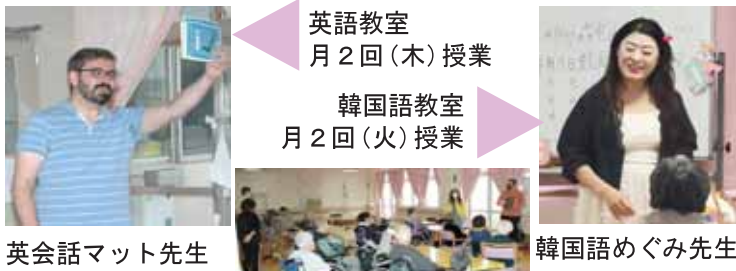 英語教室
月２回（木）授業
韓国語教室
月２回（火）授業
英会話マット先生
韓国語めぐみ先生